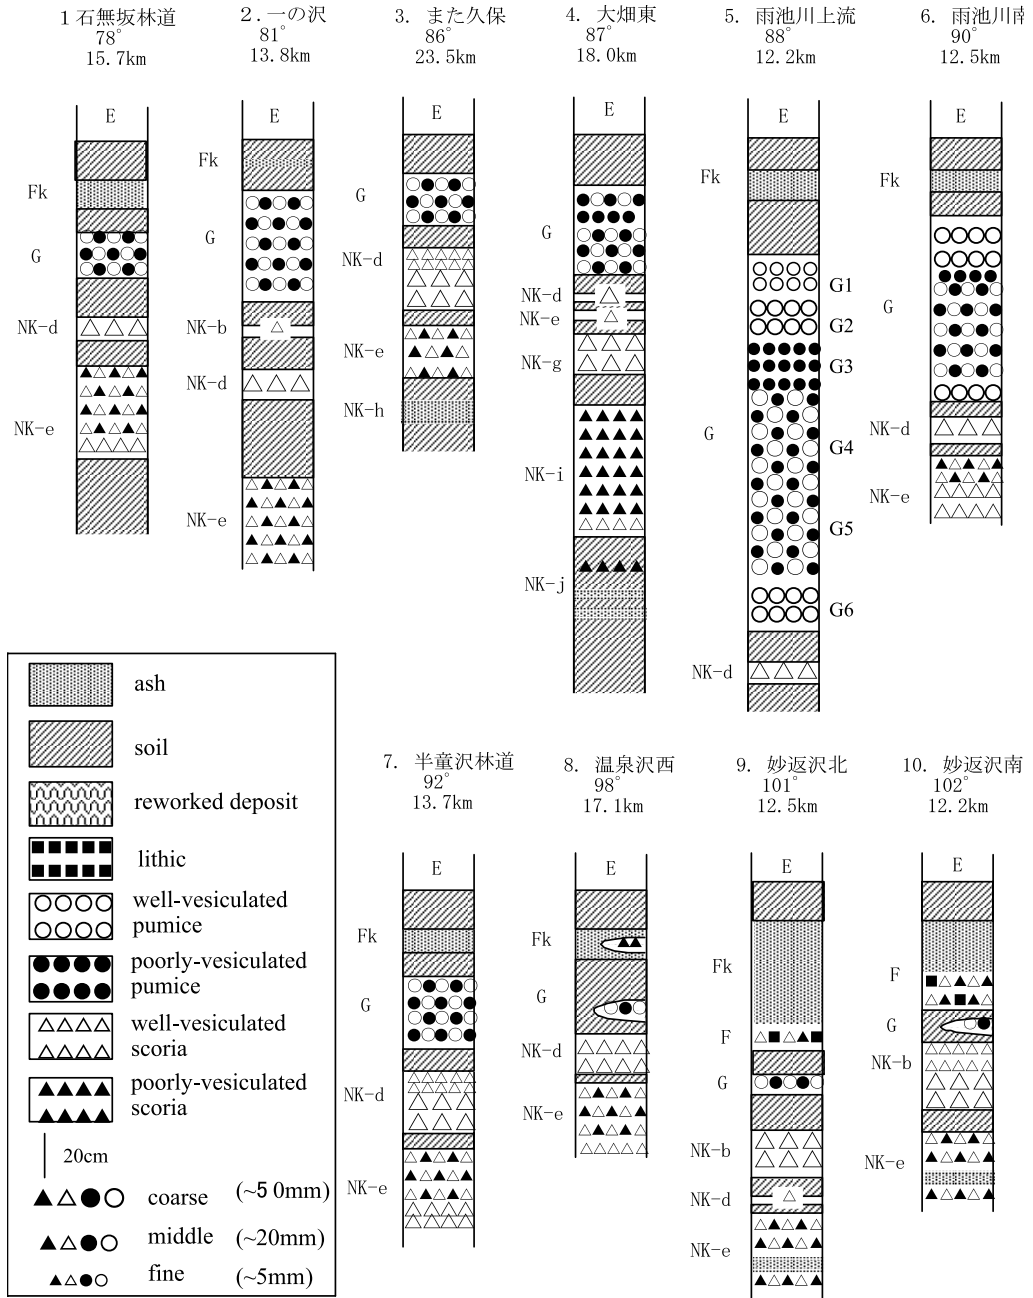 1 石無坂林道
78°
15.7km
E
Fk
G
NK-d
NK-e
2. 一の沢
81°
13.8km
E
Fk
G
NK-b
NK-d
NK-e
3. また久保
86°
23.5km
E
G
NK-d
NK-e
NK-h
4. 大畑東
87°
18.0km
E
G
NK-d
NK-e
NK-g
NK-i
NK-j
5. 雨池川上流
88°
12.2km
E
Fk
G1
G2
G3
G
G4
G5
G6
NK-d
6. 雨池川南
90°
12.5km
E
Fk
G
NK-d
NK-e
ash
soil
reworked deposit
lithic
well-vesiculated
pumice
poorly-vesiculated
pumice
well-vesiculated
scoria
poorly-vesiculated
scoria
20cm
coarse (~50mm)
middle (~20mm)
fine (~5mm)
7. 半童沢林道
92°
13.7km
E
Fk
G
NK-d
NK-e
8. 温泉沢西
98°
17.1km
E
Fk
G
NK-d
NK-e
9. 妙返沢北
101°
12.5km
E
Fk
F
G
NK-b
NK-d
NK-e
10. 妙返沢南
102°
12.2km
E
F
G
NK-b
NK-e